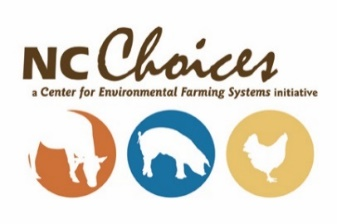 NC Choices
a Center for Environmental Farming Systems initiative